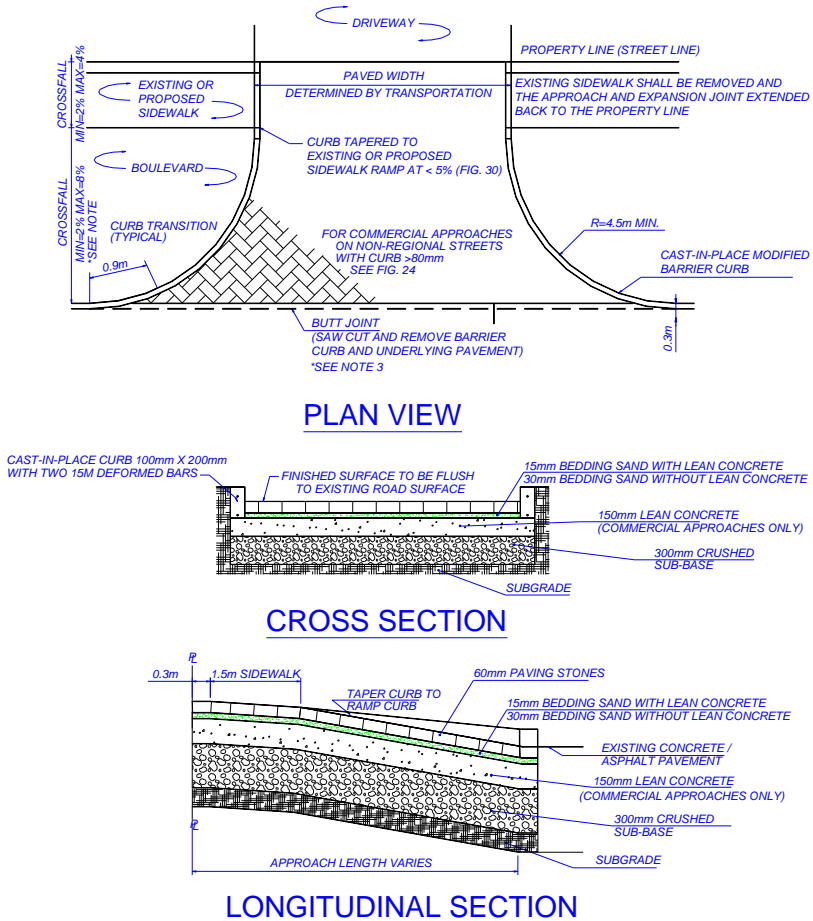 DRIVEWAY
PROPERTY LINE (STREET LINE)
CROSSFALL
MIN=2% MAX=4%
EXISTING OR
PROPOSED
SIDEWALK
PAVED WIDTH
DETERMINED BY TRANSPORTATION
EXISTING SIDEWALK SHALL BE REMOVED AND
THE APPROACH AND EXPANSION JOINT EXTENDED
BACK TO THE PROPERTY LINE
CURB TAPERED TO
EXISTING OR PROPOSED
SIDEWALK RAMP AT < 5% (FIG. 30)
BOULEVARD
CROSSFALL
MIN=2% MAX=8%
*SEE NOTE
CURB TRANSITION
(TYPICAL)
0.9m
FOR COMMERCIAL APPROACHES
ON NON-REGIONAL STREETS
WITH CURB >80mm
SEE FIG. 24
R=4.5m MIN.
CAST-IN-PLACE MODIFIED
BARRIER CURB
0.3m
BUTT JOINT
(SAW CUT AND REMOVE BARRIER
CURB AND UNDERLYING PAVEMENT)
*SEE NOTE 3
PLAN VIEW
CAST-IN-PLACE CURB 100mm X 200mm
WITH TWO 15M DEFORMED BARS
FINISHED SURFACE TO BE FLUSH
TO EXISTING ROAD SURFACE
15mm BEDDING SAND WITH LEAN CONCRETE
30mm BEDDING SAND WITHOUT LEAN CONCRETE
150mm LEAN CONCRETE
(COMMERCIAL APPROACHES ONLY)
300mm CRUSHED
SUB-BASE
SUBGRADE
CROSS SECTION
PL
0.3m
1.5m SIDEWALK
TAPER CURB TO
RAMP CURB
60mm PAVING STONES
15mm BEDDING SAND WITH LEAN CONCRETE
30mm BEDDING SAND WITHOUT LEAN CONCRETE
EXISTING CONCRETE /
ASPHALT PAVEMENT
150mm LEAN CONCRETE
(COMMERCIAL APPROACHES ONLY)
300mm CRUSHED
SUB-BASE
PL
SUBGRADE
APPROACH LENGTH VARIES
LONGITUDINAL SECTION